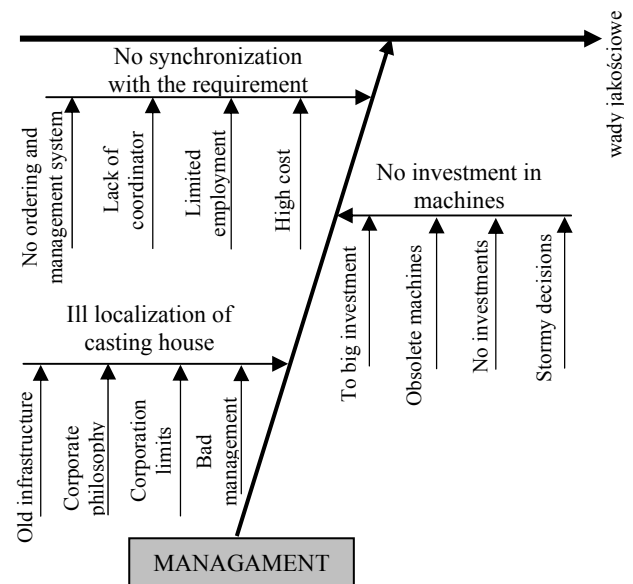 No synchronization
with the requirement
wady jakościowe
No ordering and
management system
Lack of
coordinator
Limited
employment
High cost
No investment in
machines
To big investment
Obsolete machines
No investments
Stormy decisions
Ill localization of
casting house
Old infrastructure
Corporate
philosophy
Corporation
limits
Bad
management
MANAGAMENT